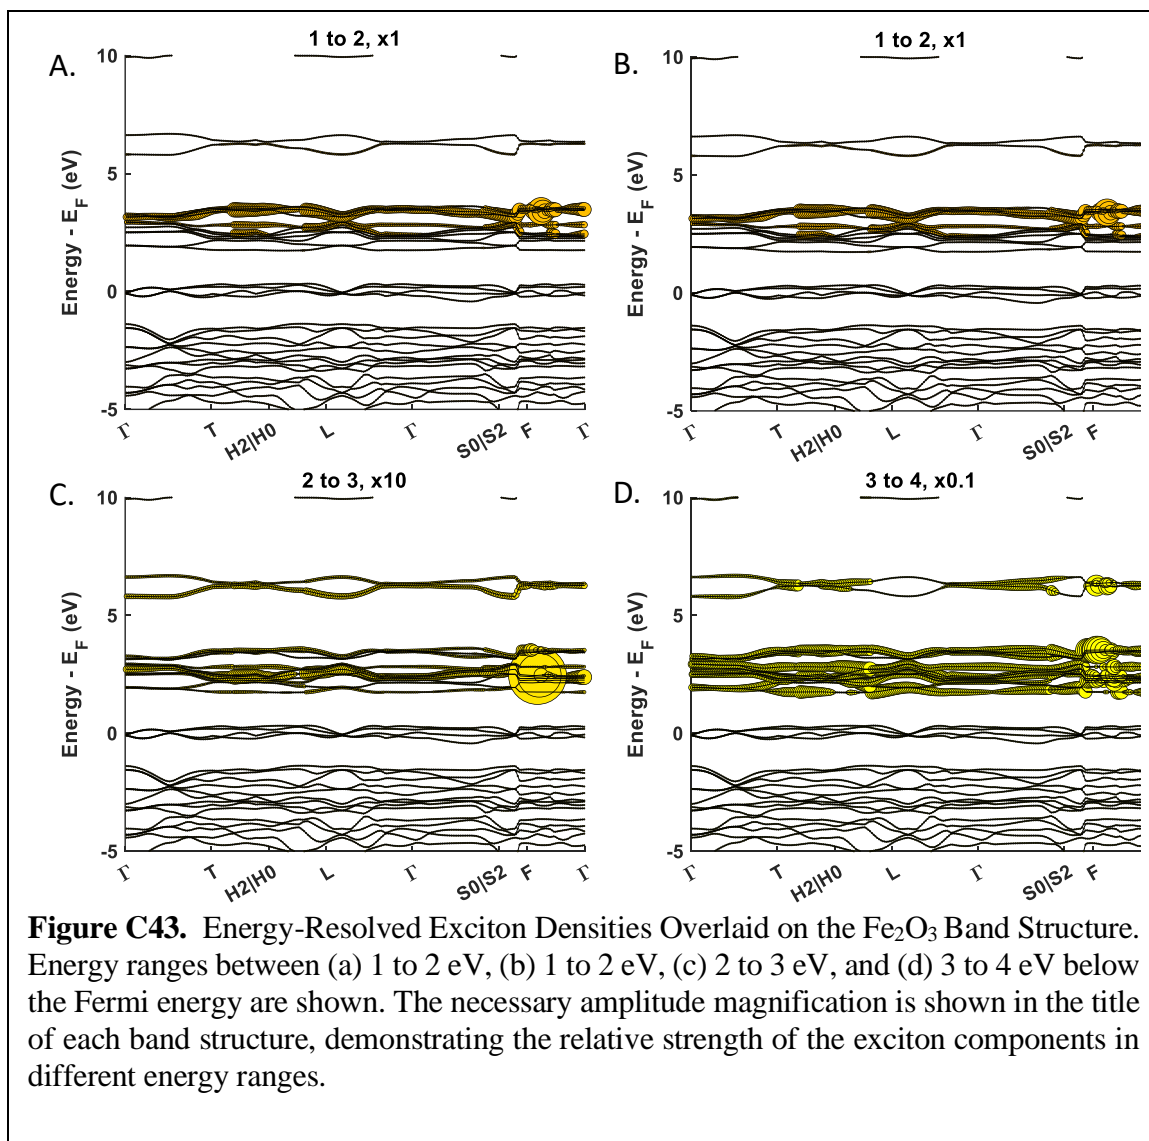 A.
1 to 2, x1
10
5
0
-5
Energy - E_F (eV)
Γ T H2|H0 L Γ S0|S2 F Γ
B.
1 to 2, x1
10
5
0
-5
Energy - E_F (eV)
Γ T H2|H0 L Γ S0|S2 F
C.
2 to 3, x10
10
5
0
-5
Energy - E_F (eV)
Γ T H2|H0 L Γ S0|S2 F Γ
D.
3 to 4, x0.1
10
5
0
-5
Energy - E_F (eV)
Γ T H2|H0 L Γ S0|S2 F
Figure C43. Energy-Resolved Exciton Densities Overlaid on the Fe₂O₃ Band Structure.
Energy ranges between (a) 1 to 2 eV, (b) 1 to 2 eV, (c) 2 to 3 eV, and (d) 3 to 4 eV below
the Fermi energy are shown. The necessary amplitude magnification is shown in the title
of each band structure, demonstrating the relative strength of the exciton components in
different energy ranges.